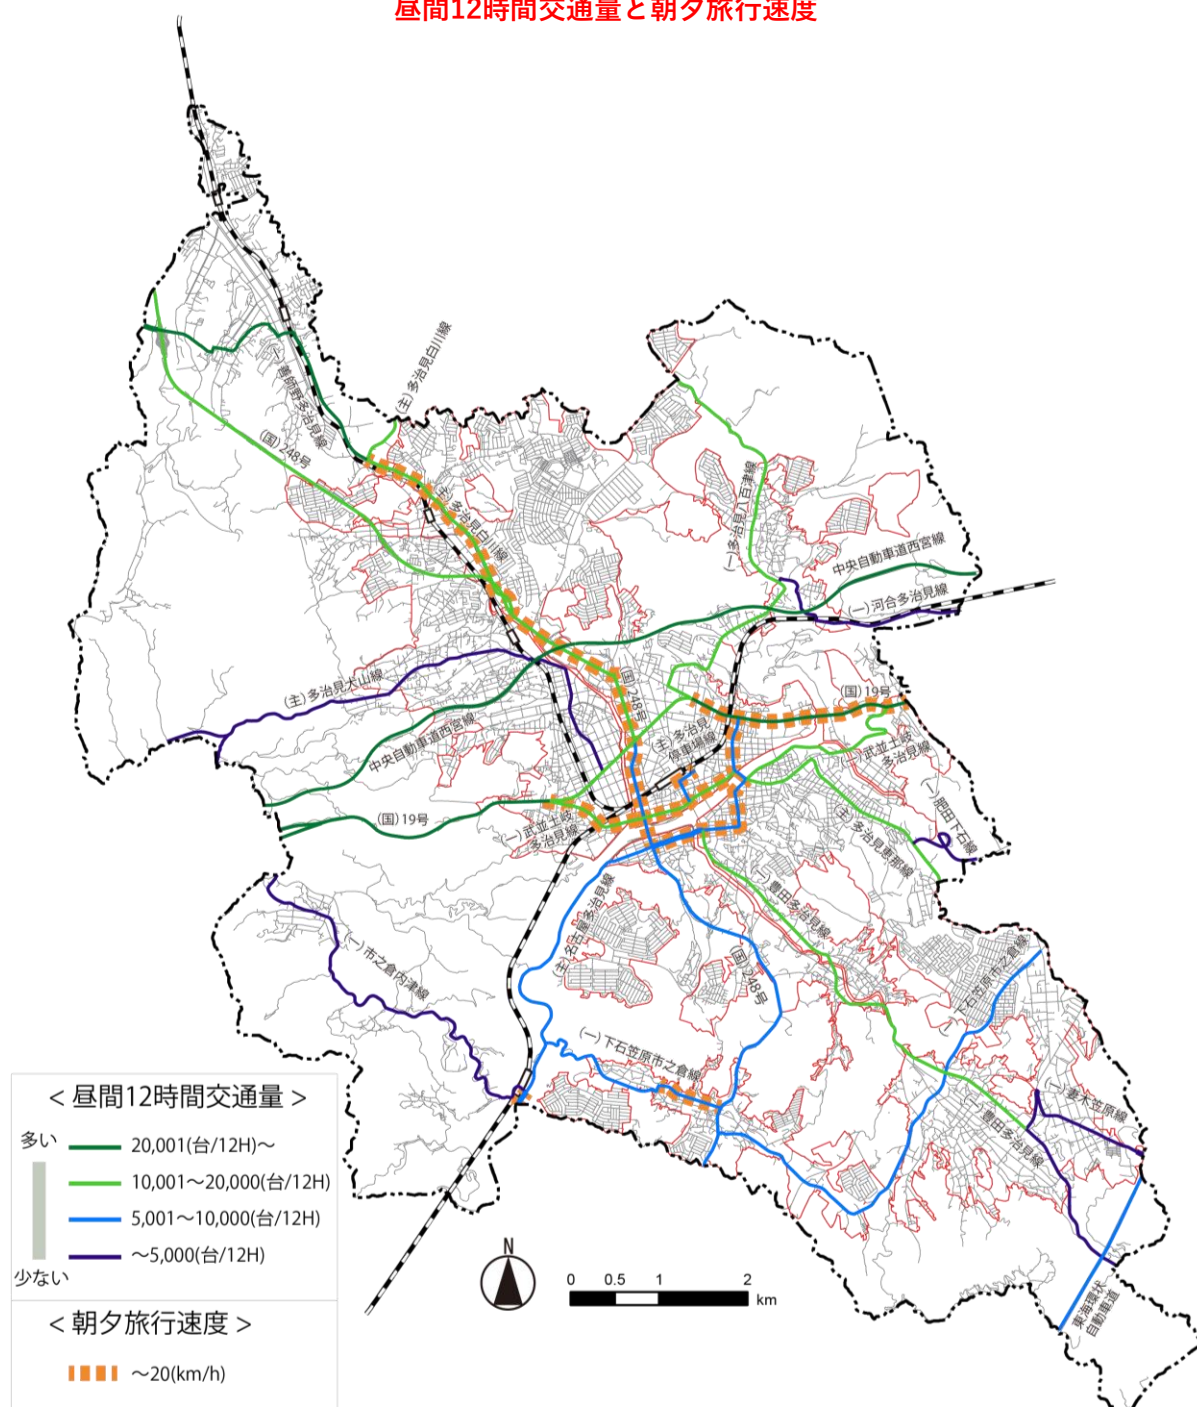 昼間12時間交通量と朝夕旅行速度
(主)多治見白川線
(一)善師野多治見線
(国)248号
(主)多治見白川線
(一)多治見八百津線
中央自動車道西宮線
(一)河合多治見線
(主)多治見犬山線
(国)248号
(国)19号
中央自動車道西宮線
(主)多治見
停車場線
(一)武並土岐
多治見線
(国)19号
(一)武並土岐
多治見線
(一)肥田下石線
(主)多治見恵那線
(一)豊田多治見線
(主)名古屋多治見線
(一)市之倉内津線
(国)248号
(一)下石笠原市之倉線
(一)下石笠原市之倉線
(一)妻木笠原線
(一)豊田多治見線
東海環状
自動車道
<昼間12時間交通量>
多い
20,001(台/12H)～
10,001～20,000(台/12H)
5,001～10,000(台/12H)
～5,000(台/12H)
少ない
<朝夕旅行速度>
～20(km/h)
N
0 0.5 1 2
km